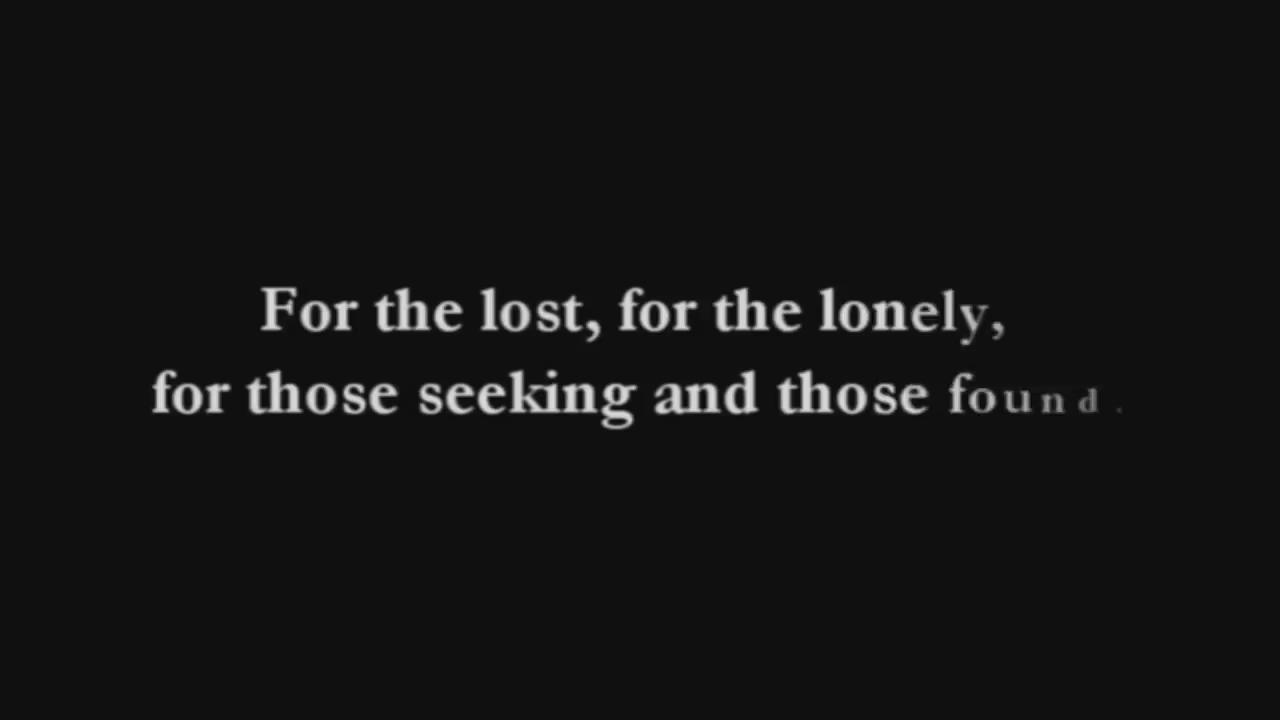 For the lost, for the lonely,
for those seeking and those found.